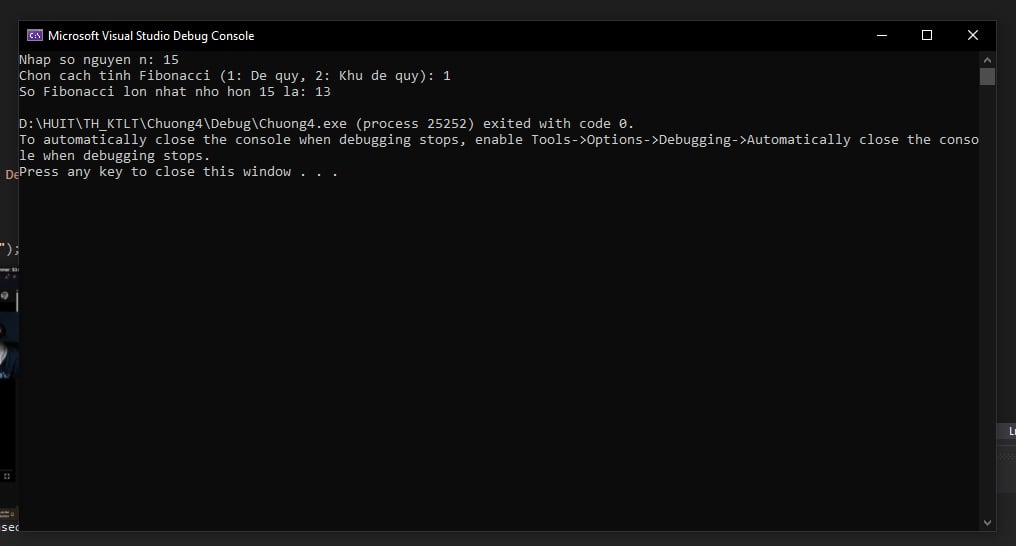 Microsoft Visual Studio Debug Console
Nhap so nguyen n: 15
Chon cach tinh Fibonacci (1: De quy, 2: Khu de quy): 1
So Fibonacci lon nhat nho hon 15 la: 13
D:\HUIT\TH_KTLT\Chuong4\Debug\Chuong4.exe (process 25252) exited with code 0.
To automatically close the console when debugging stops, enable Tools->Options->Debugging->Automatically close the conso
le when debugging stops.
De
Press any key to close this window . . .
");